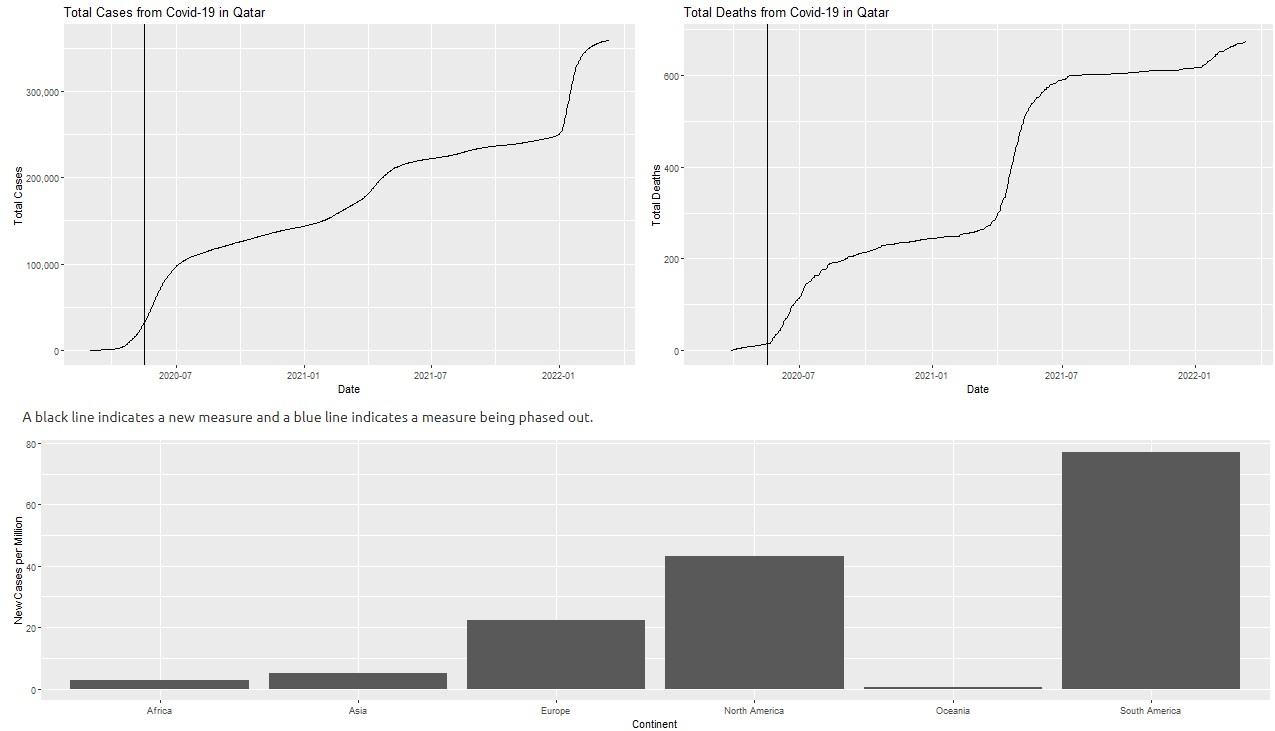 Total Cases from Covid-19 in Qatar
Total Cases
300,000
200,000
100,000
0
2020-07
2021-01
2021-07
2022-01
Date
Total Deaths from Covid-19 in Qatar
Total Deaths
600
400
200
0
2020-07
2021-01
2021-07
2022-01
Date
A black line indicates a new measure and a blue line indicates a measure being phased out.
New Cases per Million
80
60
40
20
0
Africa
Asia
Europe
North America
Oceania
South America
Continent